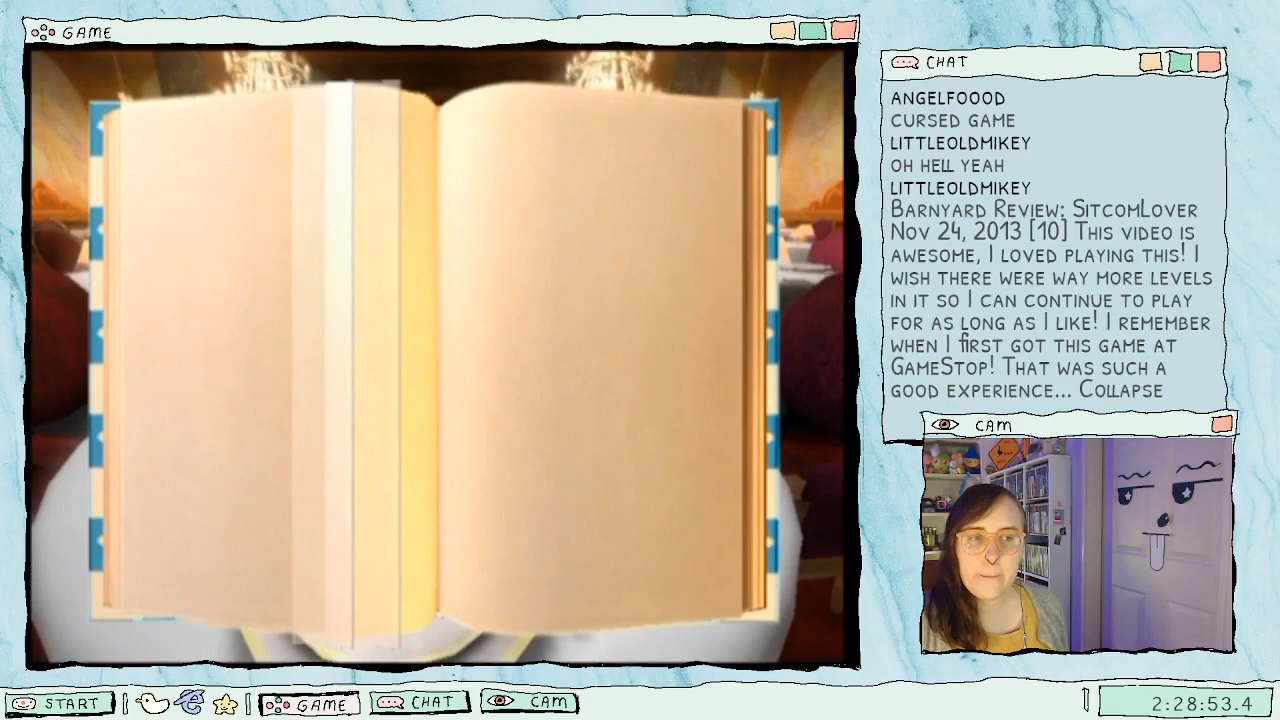 GAME
CHAT
ANGELFOOOD
CURSED GAME
LITTLEOLDMIKEY
OH HELL YEAH
LITTLEOLDMIKEY
BARNYARD REVIEW: SITCOMLOVER
NOV 24, 2013 [10] THIS VIDEO IS
AWESOME, I LOVED PLAYING THIS! I
WISH THERE WERE WAY MORE LEVELS
IN IT SO I CAN CONTINUE TO PLAY
FOR AS LONG AS I LIKE! I REMEMBER
WHEN I FIRST GOT THIS GAME AT
GAMESTOP! THAT WAS SUCH A
GOOD EXPERIENCE... COLLAPSE
CAM
START
GAME
CHAT
CAM
2:28:53.4